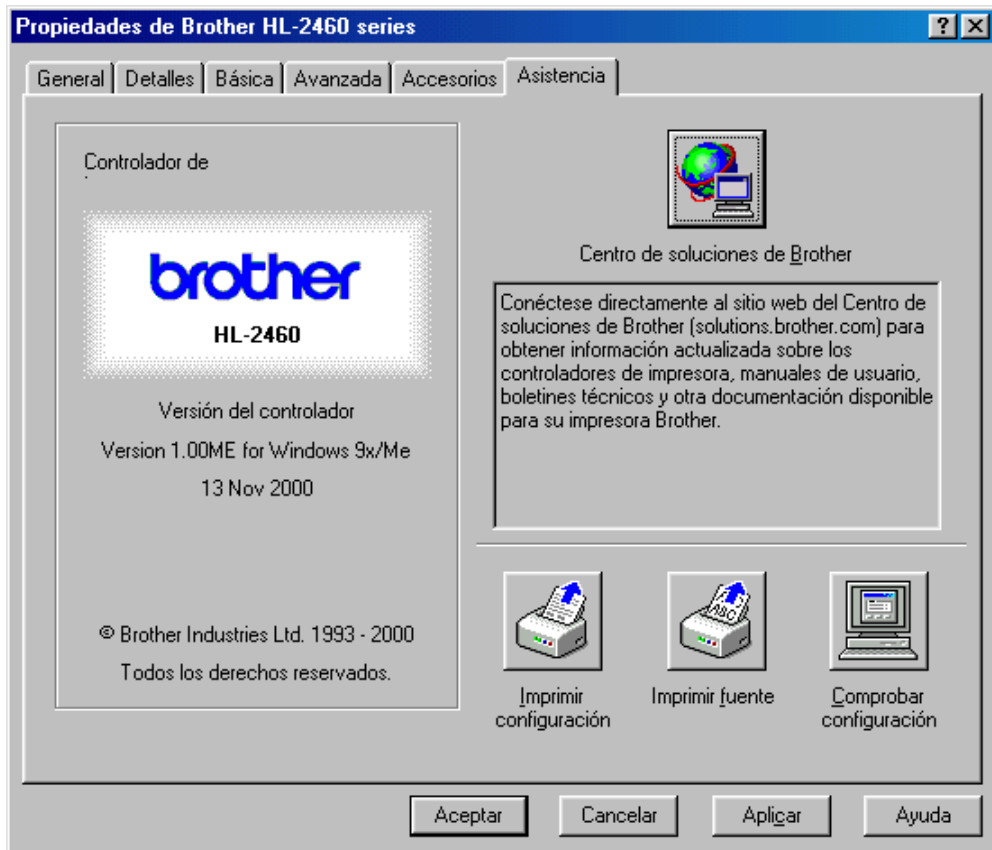 Propiedades de Brother HL-2460 series
General
Detalles
Básica
Avanzada
Accesorios
Asistencia
Controlador de
brother
HL-2460
Versión del controlador
Version 1.00ME for Windows 9x/Me
13 Nov 2000
© Brother Industries Ltd. 1993 - 2000
Todos los derechos reservados.
Centro de soluciones de Brother
Conéctese directamente al sitio web del Centro de
soluciones de Brother (solutions.brother.com) para
obtener información actualizada sobre los
controladores de impresora, manuales de usuario,
boletines técnicos y otra documentación disponible
para su impresora Brother.
ABC
Imprimir
configuración
Imprimir fuente
Comprobar
configuración
Aceptar
Cancelar
Aplicar
Ayuda